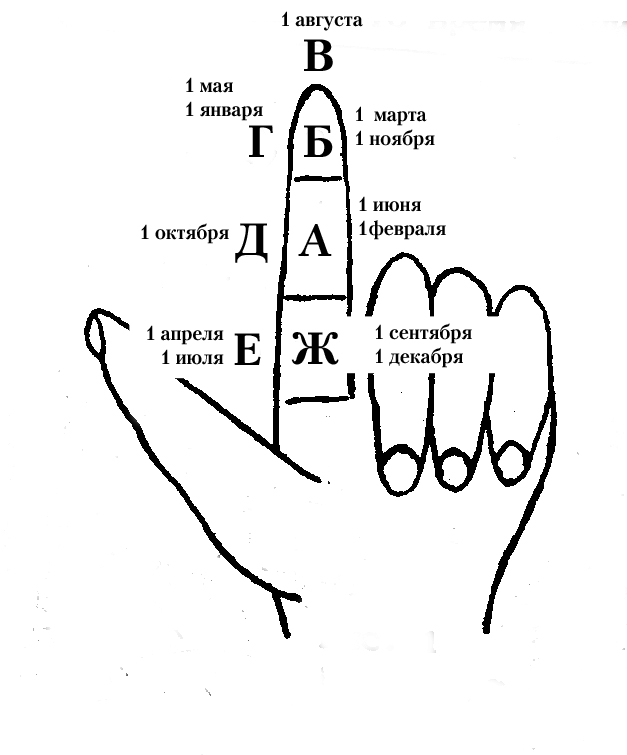 1 августа
В
1 мая
1 января
Г
Б
1 марта
1 ноября
1 октября
Д
А
1 июня
1февраля
1 апреля
1 июля
Е
Ж
1 сентября
1 декабря